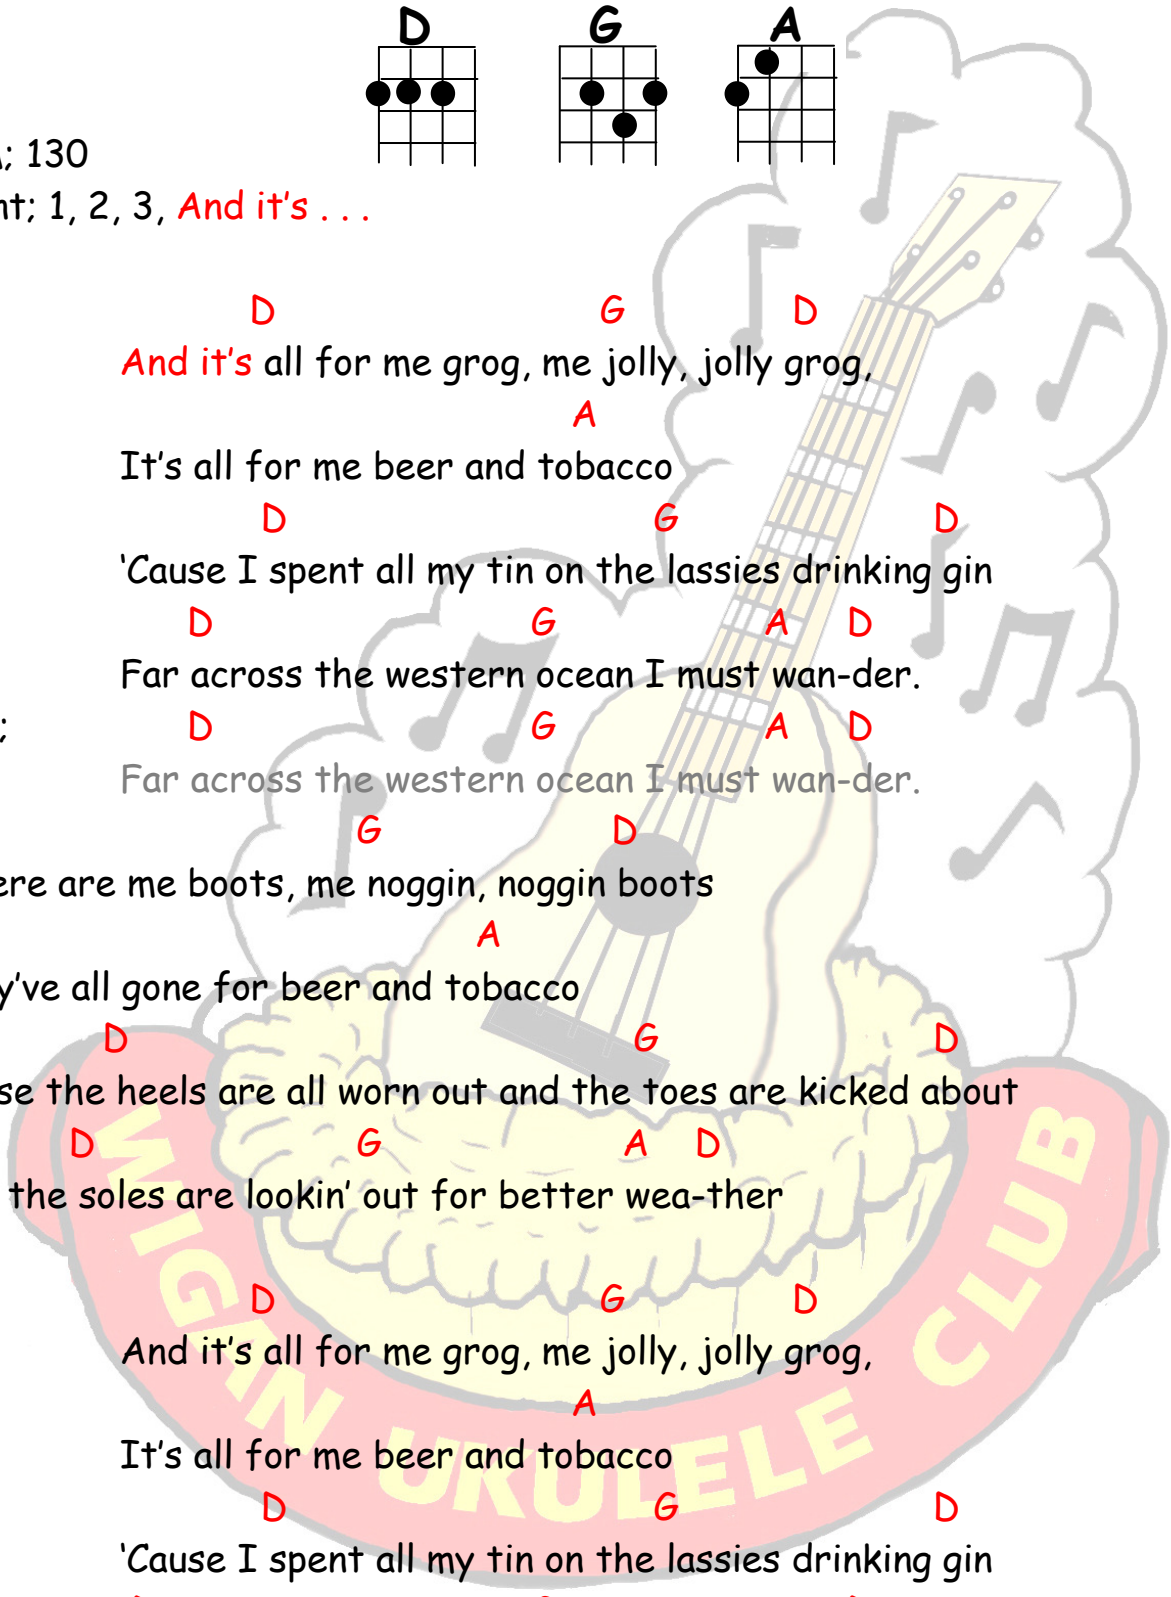 D G A
; 130
nt; 1, 2, 3, And it's . . .
D G D
And it's all for me grog, me jolly, jolly grog,
A
It's all for me beer and tobacco
D G D
'Cause I spent all my tin on the lassies drinking gin
D G A D
Far across the western ocean I must wan-der.
; D G A D
Far across the western ocean I must wan-der.
G D
ere are me boots, me noggin, noggin boots
A
y've all gone for beer and tobacco
D G D
se the heels are all worn out and the toes are kicked about
D G A D
the soles are lookin' out for better wea-ther
D G D
And it's all for me grog, me jolly, jolly grog,
A
It's all for me beer and tobacco
D G D
'Cause I spent all my tin on the lassies drinking gin
WIGAN UKULELE CLUB